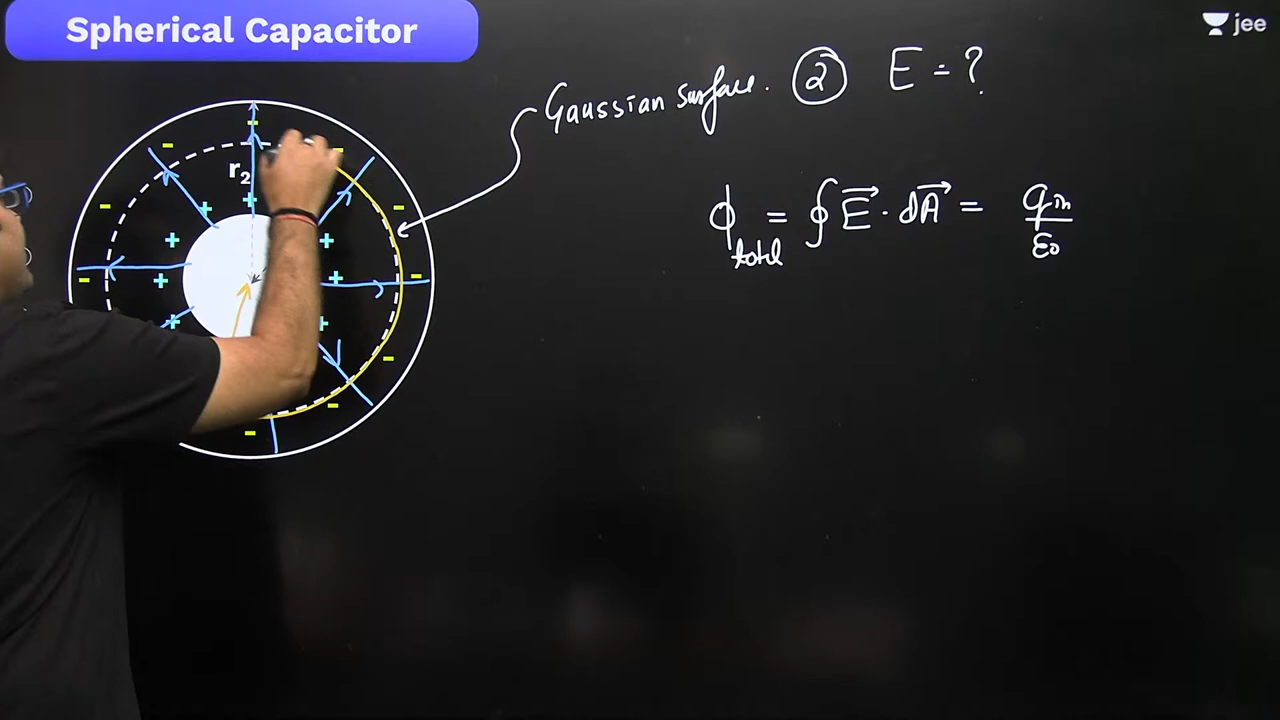 Spherical Capacitor
jee
Gaussian surface. ② E = ?
r₂
ϕ total = ∮ E⃗ · dA⃗ = q in / ε₀